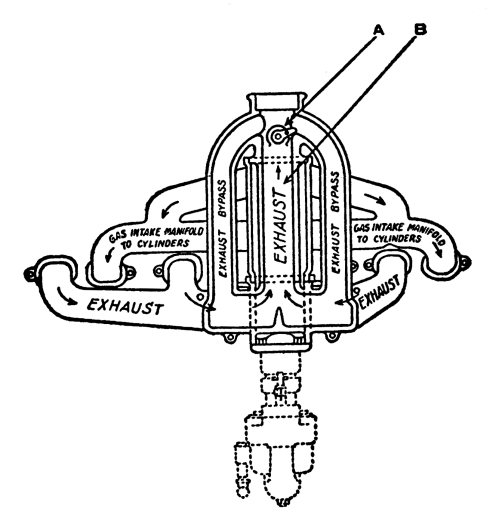 A B
EXHAUST BYPASS
EXHAUST
EXHAUST BYPASS
GAS INTAKE MANIFOLD
TO CYLINDERS
GAS INTAKE MANIFOLD
TO CYLINDERS
EXHAUST
EXHAUST